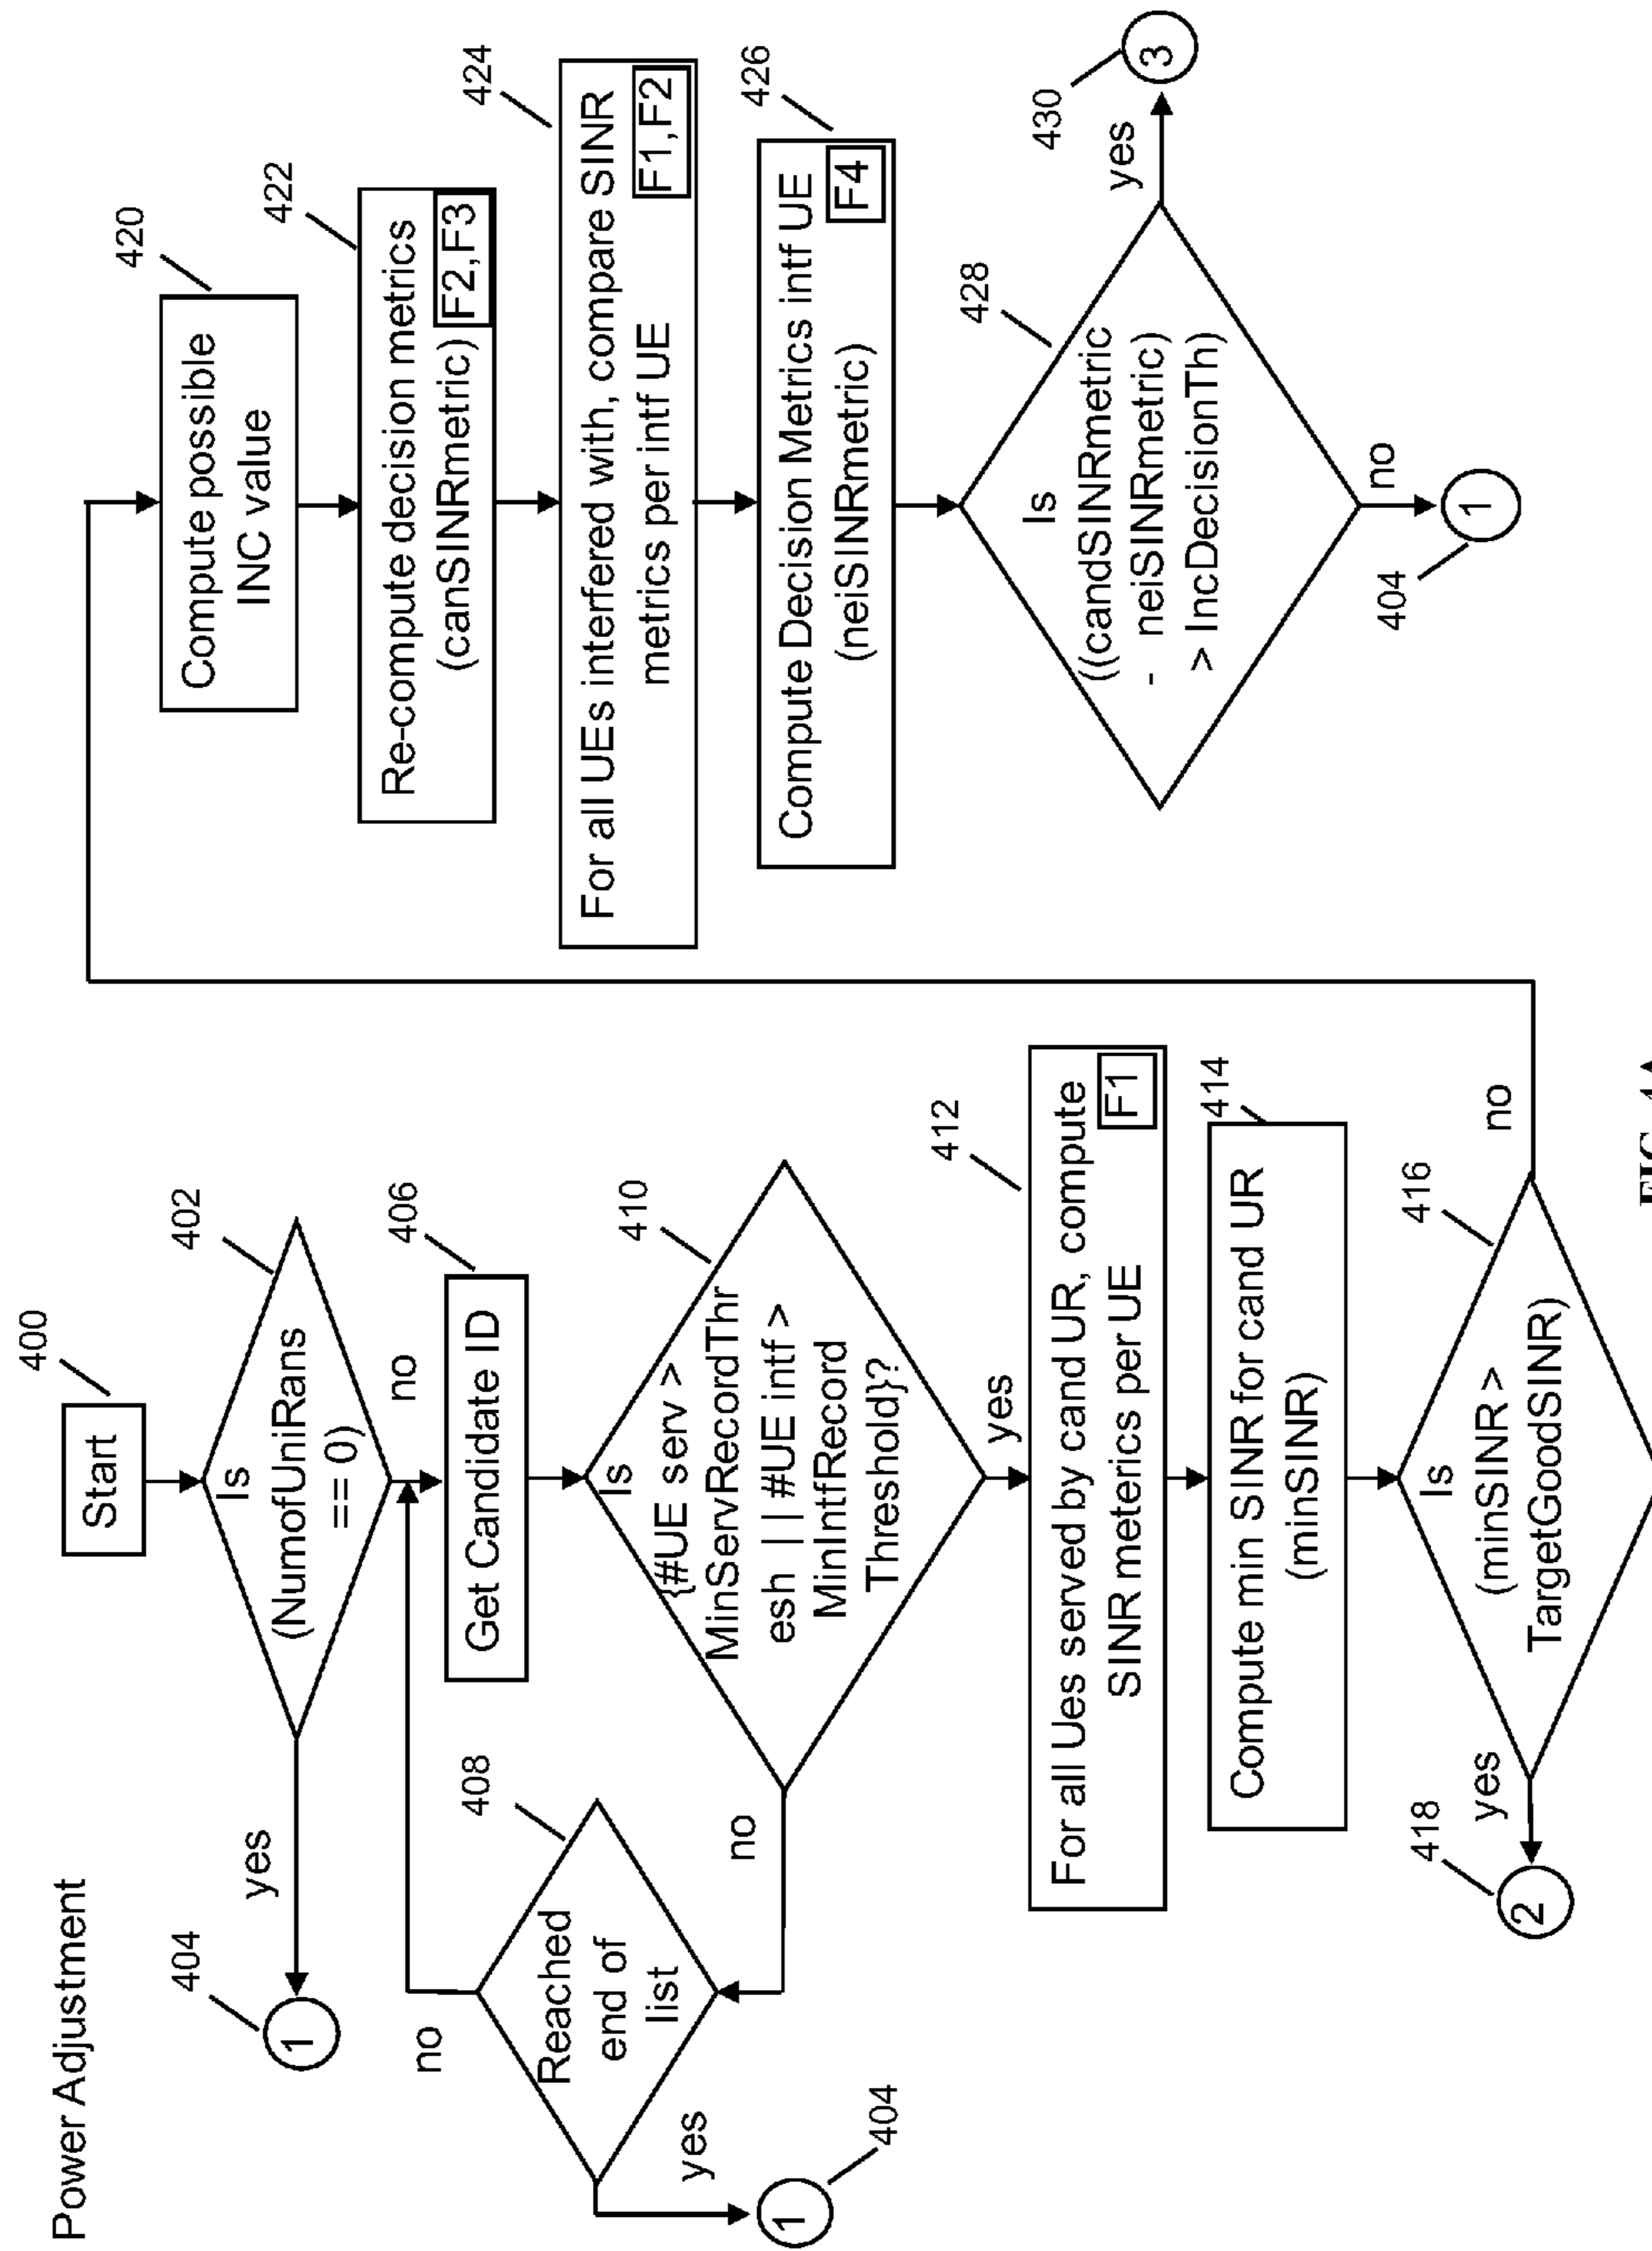 Power Adjustment
400
Start
402
Is
(NumofUniRans
== 0)
yes
404
1
no
406
Get Candidate ID
408
Reached
end of
list
no
yes
404
1
410
Is
{#UE serv >
MinServRecordThr
esh || #UE intf >
MinIntfRecord
Threshold}?
no
yes
412
For all Ues served by cand UR, compute
SINR meterics per UE
F1
414
Compute min SINR for cand UR
(minSINR)
416
Is
(minSINR >
TargetGoodSINR)
yes
418
2
no
420
Compute possible
INC value
422
Re-compute decision metrics
(canSINRmetric)
F2,F3
424
For all UEs interfered with, compare SINR
metrics per intf UE
F1,F2
426
Compute Decision Metrics intf UE
(neiSINRmetric)
F4
428
Is
((candSINRmetric
- neiSINRmetric)
> IncDecisionTh)
yes
430
3
no
404
1